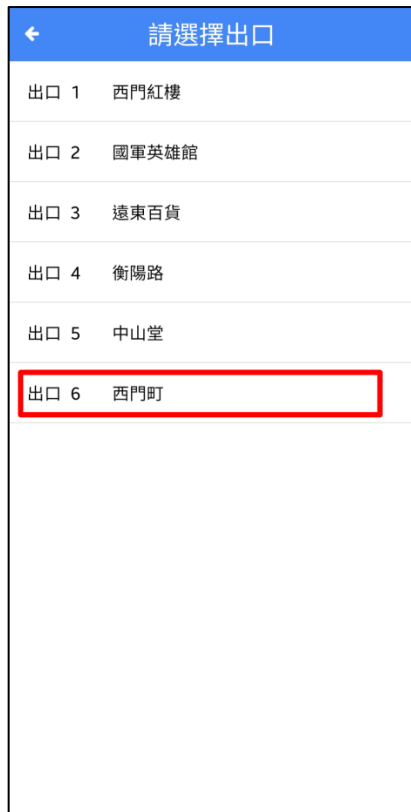 請選擇出口
出口 1 西門紅樓
出口 2 國軍英雄館
出口 3 遠東百貨
出口 4 衡陽路
出口 5 中山堂
出口 6 西門町